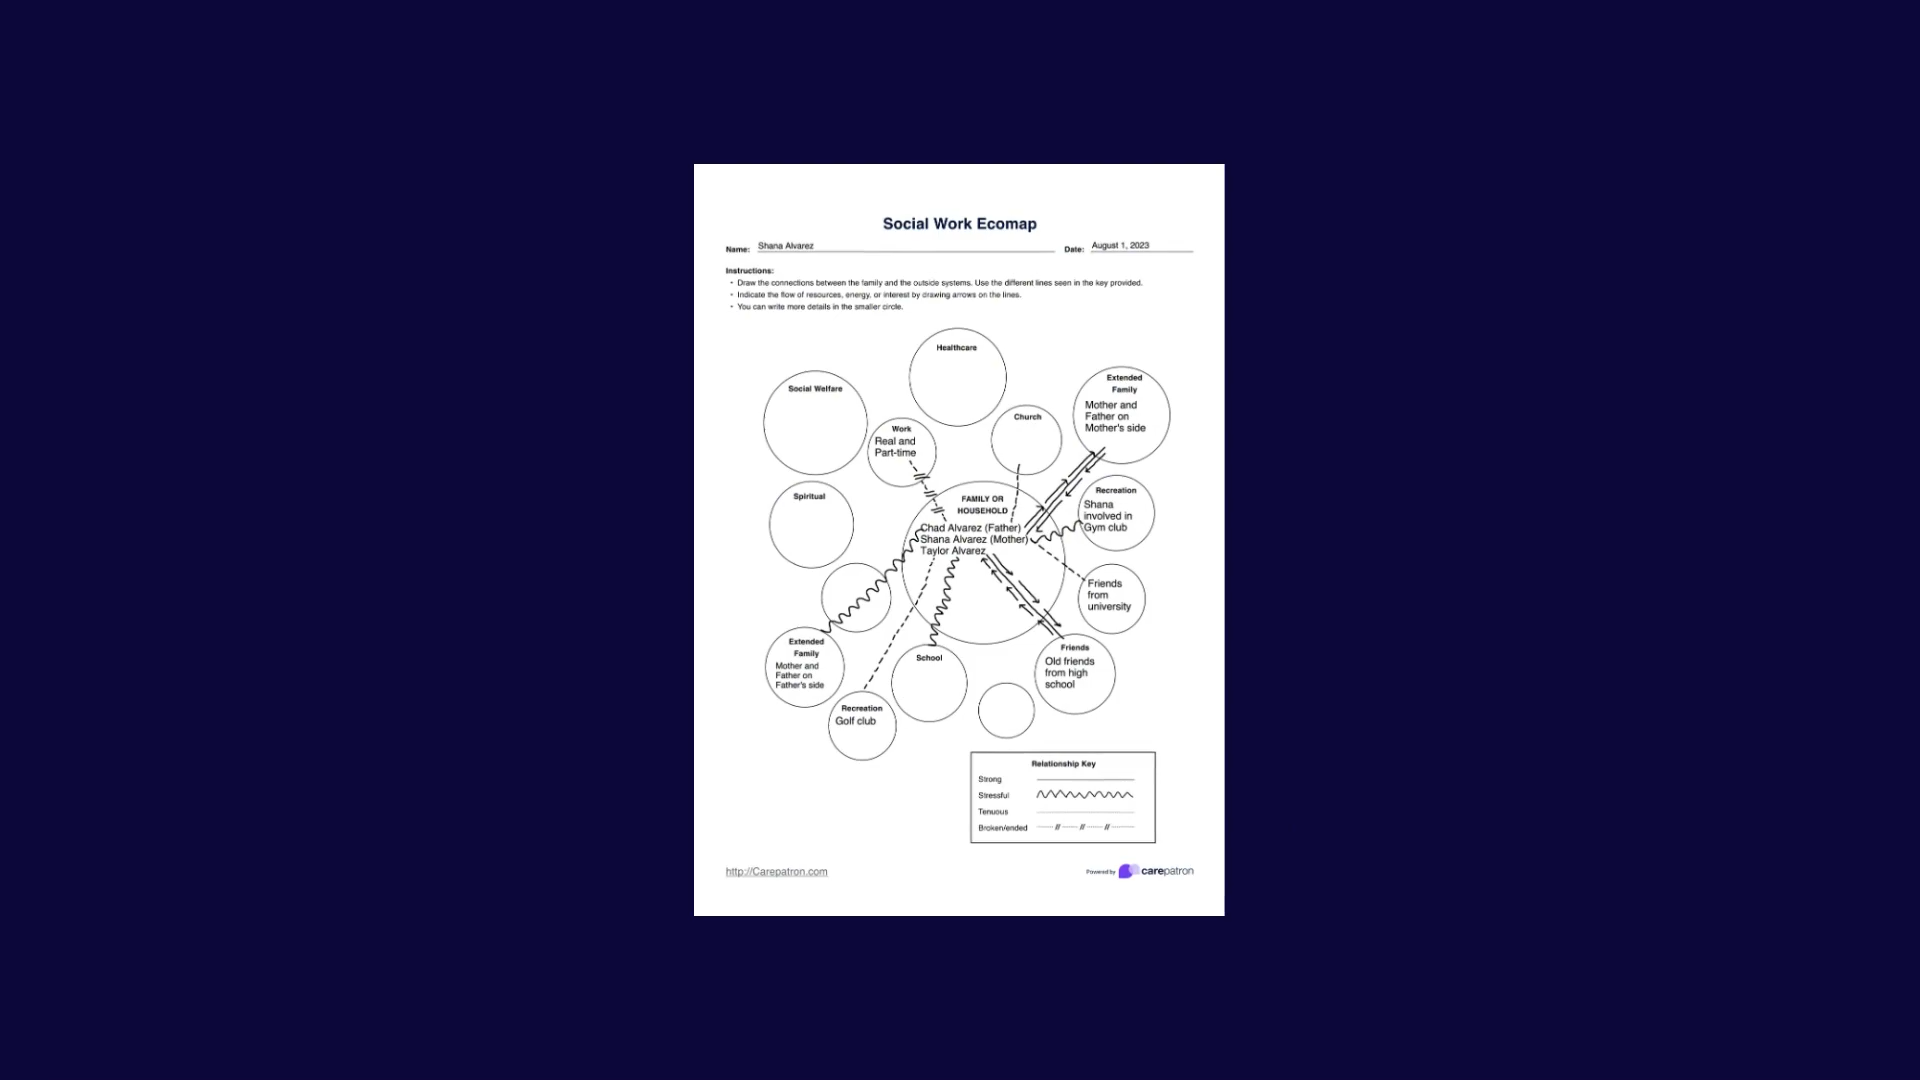 Social Work Ecomap
Name: Shana Alvarez Date: August 1, 2023
Instructions:
• Draw the connections between the family and the outside systems. Use the different lines seen in the key provided.
• Indicate the flow of resources, energy, or interest by drawing arrows on the lines.
• You can write more details in the smaller circle.
Healthcare
Social Welfare
Extended
Family
Mother and
Father on
Mother's side
Church
Work
Real and
Part-time
Spiritual
FAMILY OR
HOUSEHOLD
Chad Alvarez (Father)
Shana Alvarez (Mother)
Taylor Alvarez
Recreation
Shana
involved in
Gym club
Friends
from
university
Extended
Family
Mother and
Father on
Father's side
School
Friends
Old friends
from high
school
Recreation
Golf club
Relationship Key
Strong
Stressful
Tenuous
Broken/ended
http://Carepatron.com
Powered by carepatron